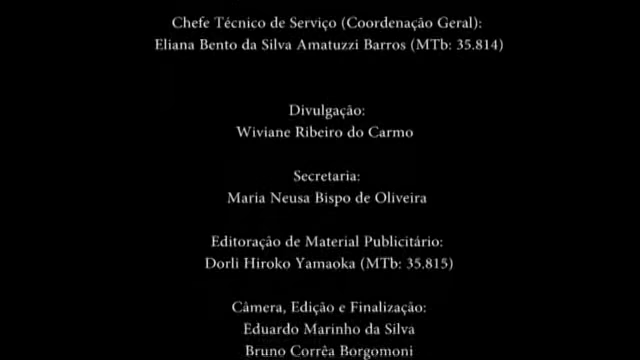 Chefe Técnico de Serviço (Coordenação Geral):
Eliana Bento da Silva Amatuzzi Barros (MTb: 35.814)
Divulgação:
Wiviane Ribeiro do Carmo
Secretaria:
Maria Neusa Bispo de Oliveira
Editoração de Material Publicitário:
Dorli Hiroko Yamaoka (MTb: 35.815)
Câmera, Edição e Finalização:
Eduardo Marinho da Silva
Bruno Corrêa Borgomoni